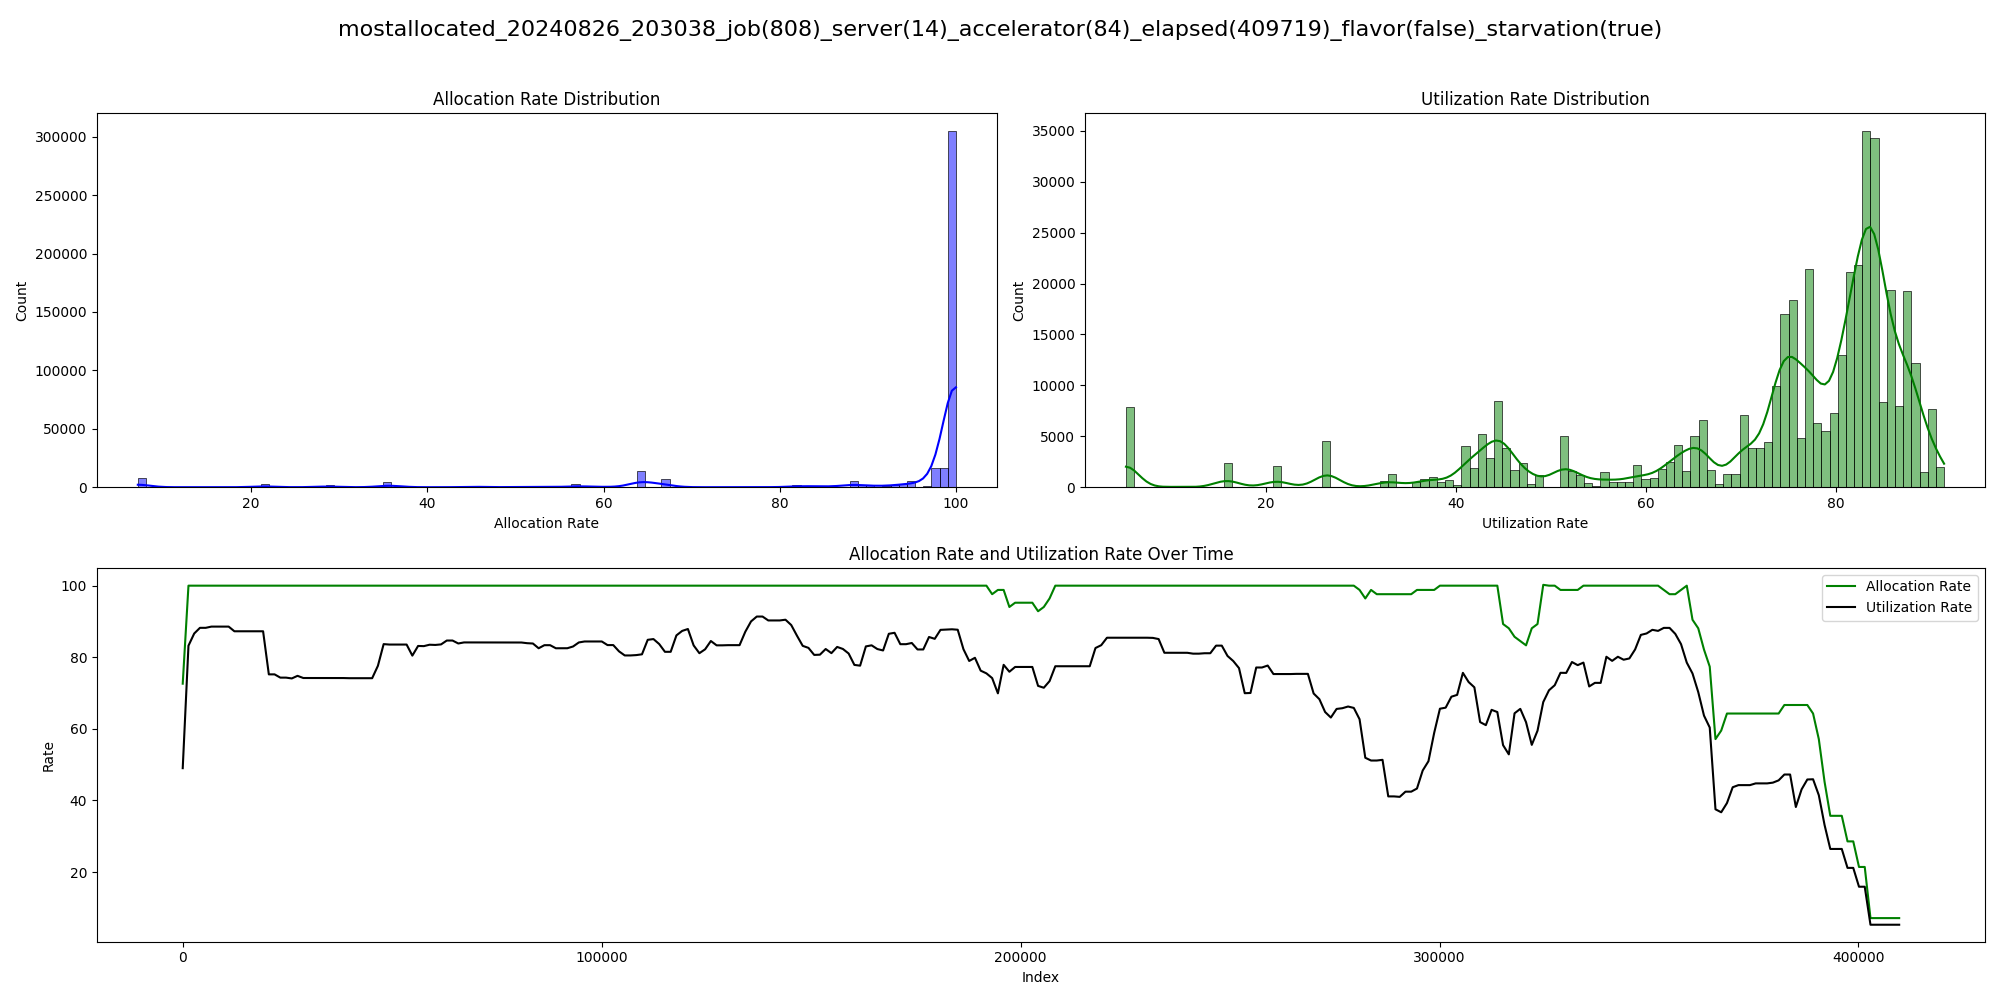 mostallocated_20240826_203038_job(808)_server(14)_accelerator(84)_elapsed(409719)_flavor(false)_starvation(true)
Allocation Rate Distribution
300000
250000
200000
150000
100000
50000
0
Count
20
40
60
80
100
Allocation Rate
Utilization Rate Distribution
35000
30000
25000
20000
15000
10000
5000
0
Count
20
40
60
80
Utilization Rate
Allocation Rate and Utilization Rate Over Time
100
80
60
40
20
Rate
Allocation Rate
Utilization Rate
0
100000
200000
300000
400000
Index